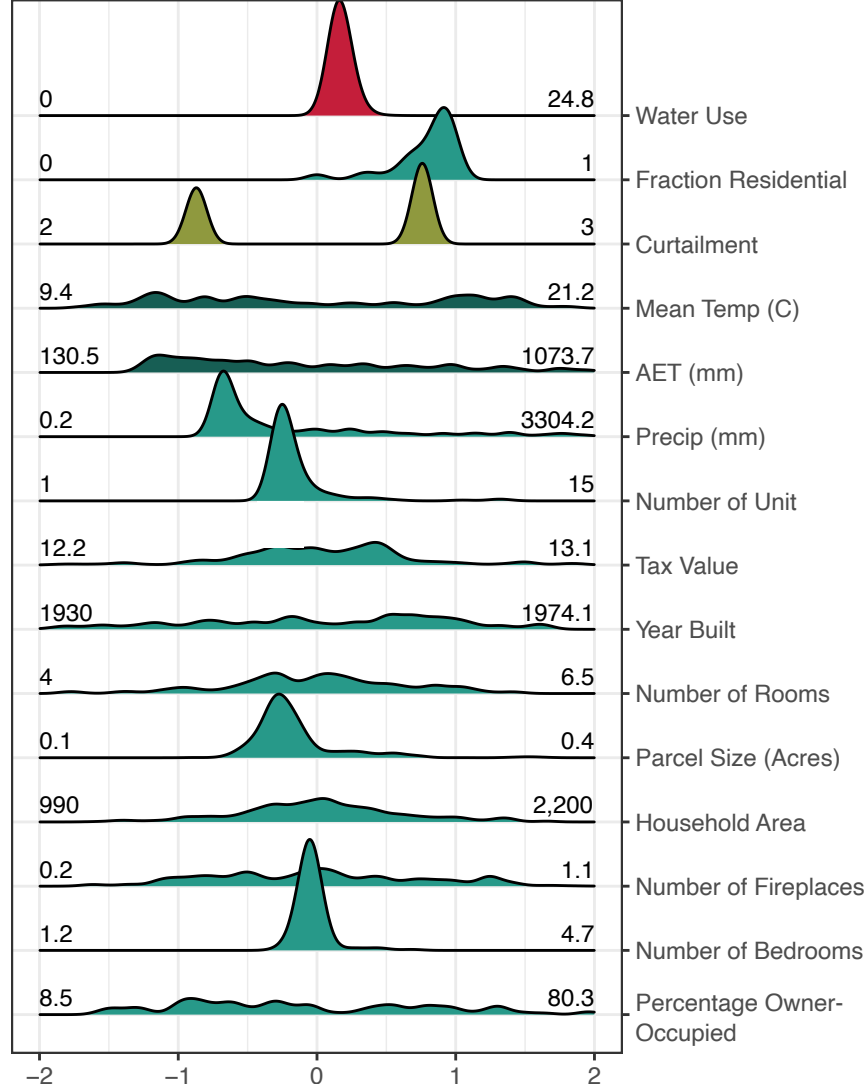 0 24.8 Water Use
0 1 Fraction Residential
2 3 Curtailment
9.4 21.2 Mean Temp (C)
130.5 1073.7 AET (mm)
0.2 3304.2 Precip (mm)
1 15 Number of Unit
12.2 13.1 Tax Value
1930 1974.1 Year Built
4 6.5 Number of Rooms
0.1 0.4 Parcel Size (Acres)
990 2,200 Household Area
0.2 1.1 Number of Fireplaces
1.2 4.7 Number of Bedrooms
8.5 80.3 Percentage Owner-
Occupied
−2 −1 0 1 2